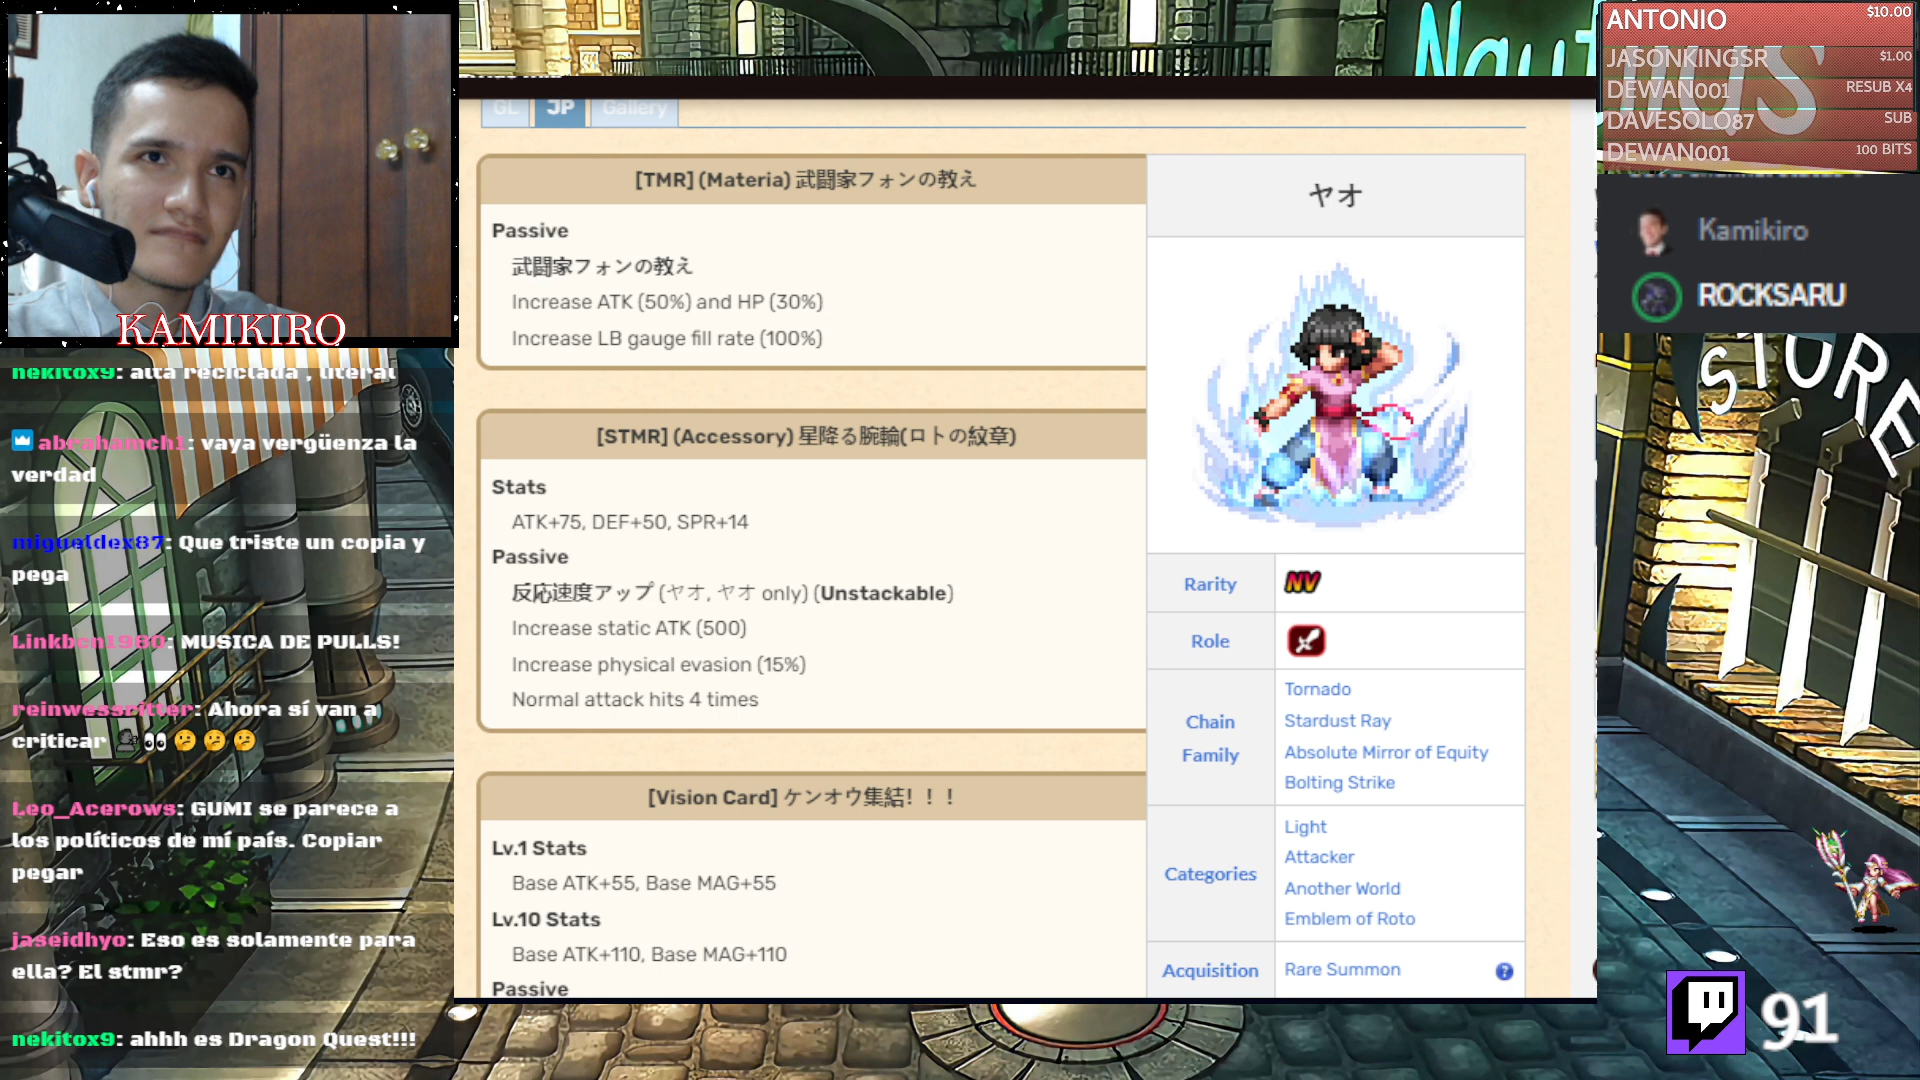 KAMIKIRO
nekitox9: alta reciclada , literal
abrahamch1: vaya vergüenza la
verdad
migueldex87: Que triste un copia y
pega
Linkben1980: MUSICA DE PULLS!
reinwessritter: Ahora sí van a
criticar
Leo_Acerows: GUMI se parece a
los políticos de mí país. Copiar
pegar
jaseidhyo: Eso es solamente para
ella? El stmr?
nekitox9: ahhh es Dragon Quest!!!
GL JP Gallery
[TMR] (Materia) 武闘家フォンの教え
Passive
武闘家フォンの教え
Increase ATK (50%) and HP (30%)
Increase LB gauge fill rate (100%)
[STMR] (Accessory) 星降る腕輪(ロトの紋章)
Stats
ATK+75, DEF+50, SPR+14
Passive
反応速度アップ (ヤオ, ヤオ only) (Unstackable)
Increase static ATK (500)
Increase physical evasion (15%)
Normal attack hits 4 times
[Vision Card] ケンオウ集結！！！
Lv.1 Stats
Base ATK+55, Base MAG+55
Lv.10 Stats
Base ATK+110, Base MAG+110
Passive
ヤオ
Rarity NV
Role
Chain Family
Tornado
Stardust Ray
Absolute Mirror of Equity
Bolting Strike
Categories
Light
Attacker
Another World
Emblem of Roto
Acquisition Rare Summon ?
ANTONIO $10.00
JASONKINGSR $1.00
DEWAN001 RESUB X4
DAVESOLO87 SUB
DEWAN001 100 BITS
Kamikiro
ROCKSARU
STORE
91